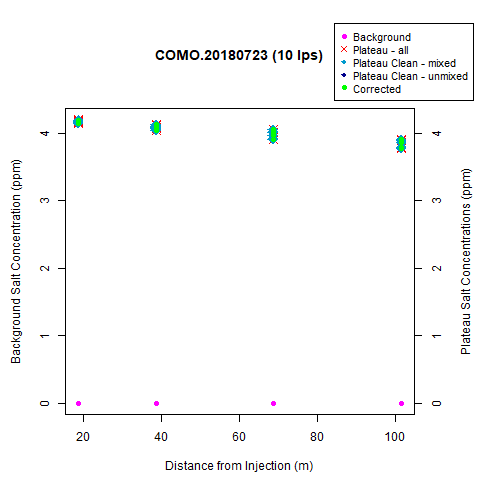 COMO.20180723 (10 lps)
Background
Plateau - all
Plateau Clean - mixed
Plateau Clean - unmixed
Corrected
Background Salt Concentration (ppm)
4
3
2
1
0
4
3
2
1
0
Plateau Salt Concentrations (ppm)
20 40 60 80 100
Distance from Injection (m)